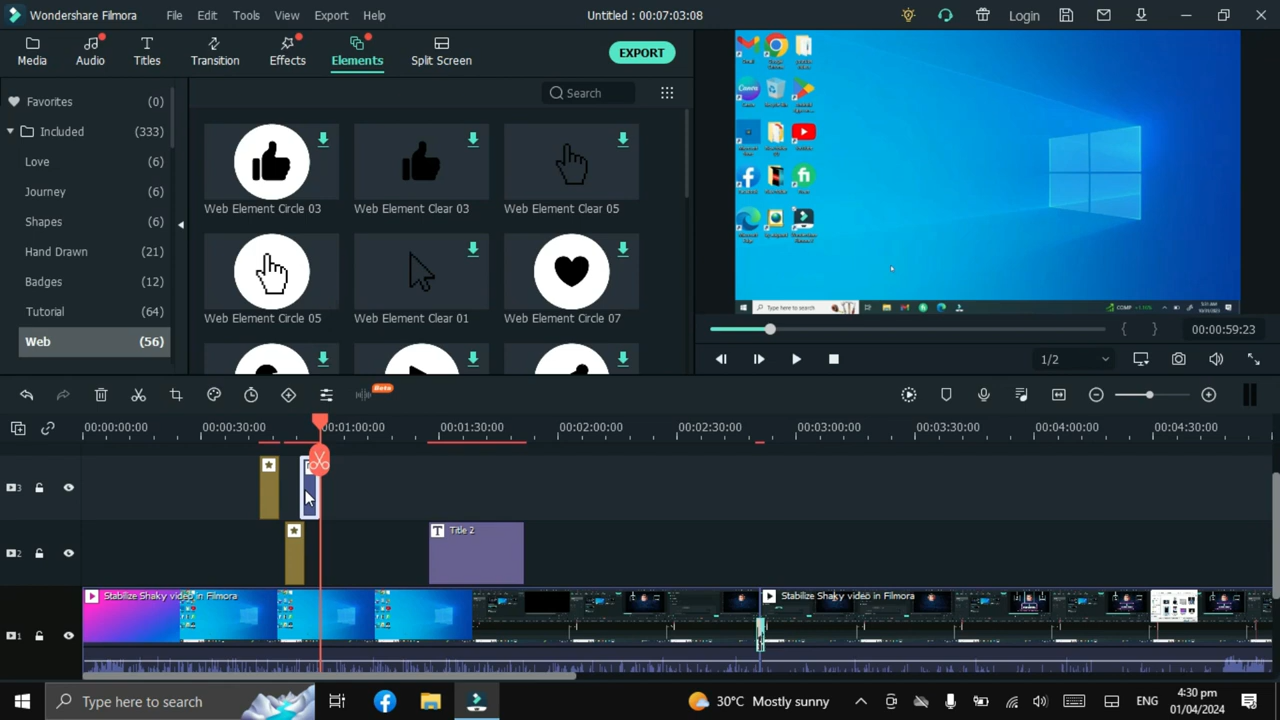 Wondershare Filmora
File
Edit
Tools
View
Export
Help
Untitled : 00:07:03:08
Login
Audio
Titles
Transition
Effects
Elements
Split Screen
EXPORT
Favorites
(0)
Search
Included
(333)
Love
(6)
Journey
(6)
Shapes
(6)
Hand Drawn
(21)
Badges
(12)
(64)
Web
(56)
Web Element Circle 03
Web Element Clear 03
Web Element Clear 05
Web Element Circle 05
Web Element Clear 01
Web Element Circle 07
Type here to search
00:00:59:23
1/2
Beta
00:00:00:00
00:00:30:00
00:01:00:00
00:01:30:00
00:02:00:00
00:02:30:00
00:03:00:00
00:03:30:00
00:04:00:00
00:04:30:00
3
2
T
Title 2
1
Stabilize Shaky video in Filmora
Stabilize Shaky video in Filmora
Type here to search
30°C Mostly sunny
ENG
4:30 pm
01/04/2024